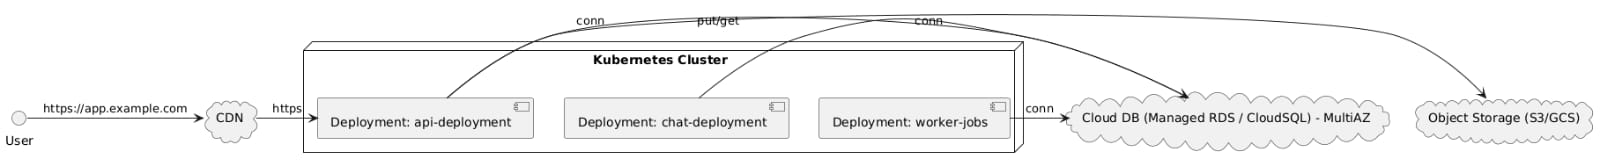 conn
put/get
conn
Kubernetes Cluster
https://app.example.com
https
conn
User
CDN
Deployment: api-deployment
Deployment: chat-deployment
Deployment: worker-jobs
Cloud DB (Managed RDS / CloudSQL) - MultiAZ
Object Storage (S3/GCS)